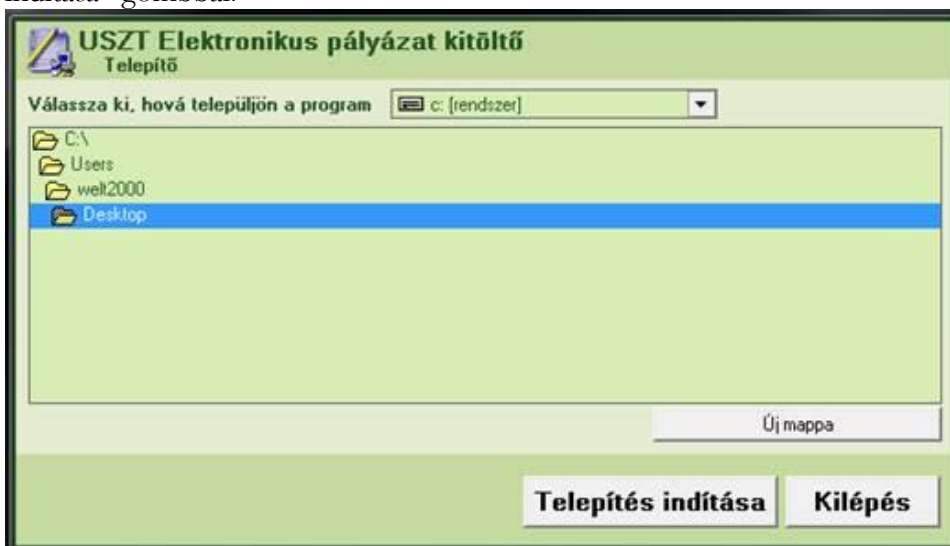 indítása" gombbal.
USZT Elektronikus pályázat kitöltő
Telepítő
Válassza ki, hová települjön a program
c: [rendszer]
C:\
Users
welt2000
Desktop
Új mappa
Telepítés indítása
Kilépés